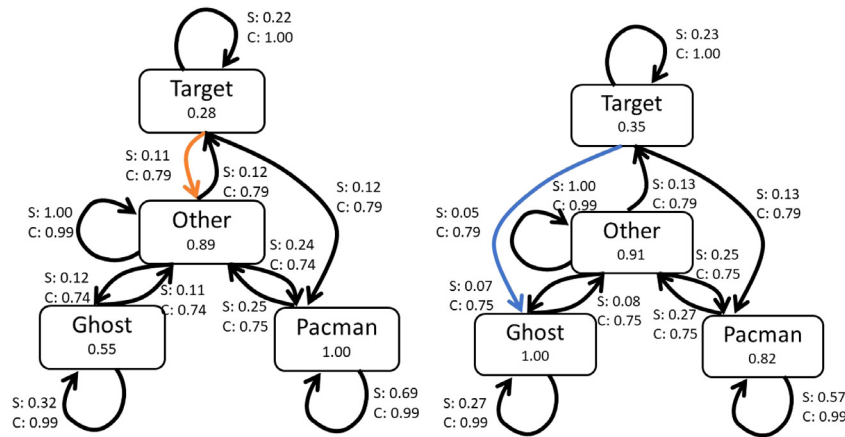 S: 0.22
C: 1.00
Target
0.28
S: 0.11
C: 0.79
S: 0.12
C: 0.79
S: 0.12
C: 0.79
S: 1.00
C: 0.99
Other
0.89
S: 0.24
C: 0.74
S: 0.12
C: 0.74
S: 0.11
C: 0.74
S: 0.25
C: 0.75
Ghost
0.55
Pacman
1.00
S: 0.32
C: 0.99
S: 0.69
C: 0.99
S: 0.23
C: 1.00
Target
0.35
S: 0.05
C: 0.79
S: 1.00
C: 0.99
S: 0.13
C: 0.79
S: 0.13
C: 0.79
Other
0.91
S: 0.25
C: 0.75
S: 0.07
C: 0.75
S: 0.08
C: 0.75
S: 0.27
C: 0.75
Ghost
1.00
Pacman
0.82
S: 0.27
C: 0.99
S: 0.57
C: 0.99